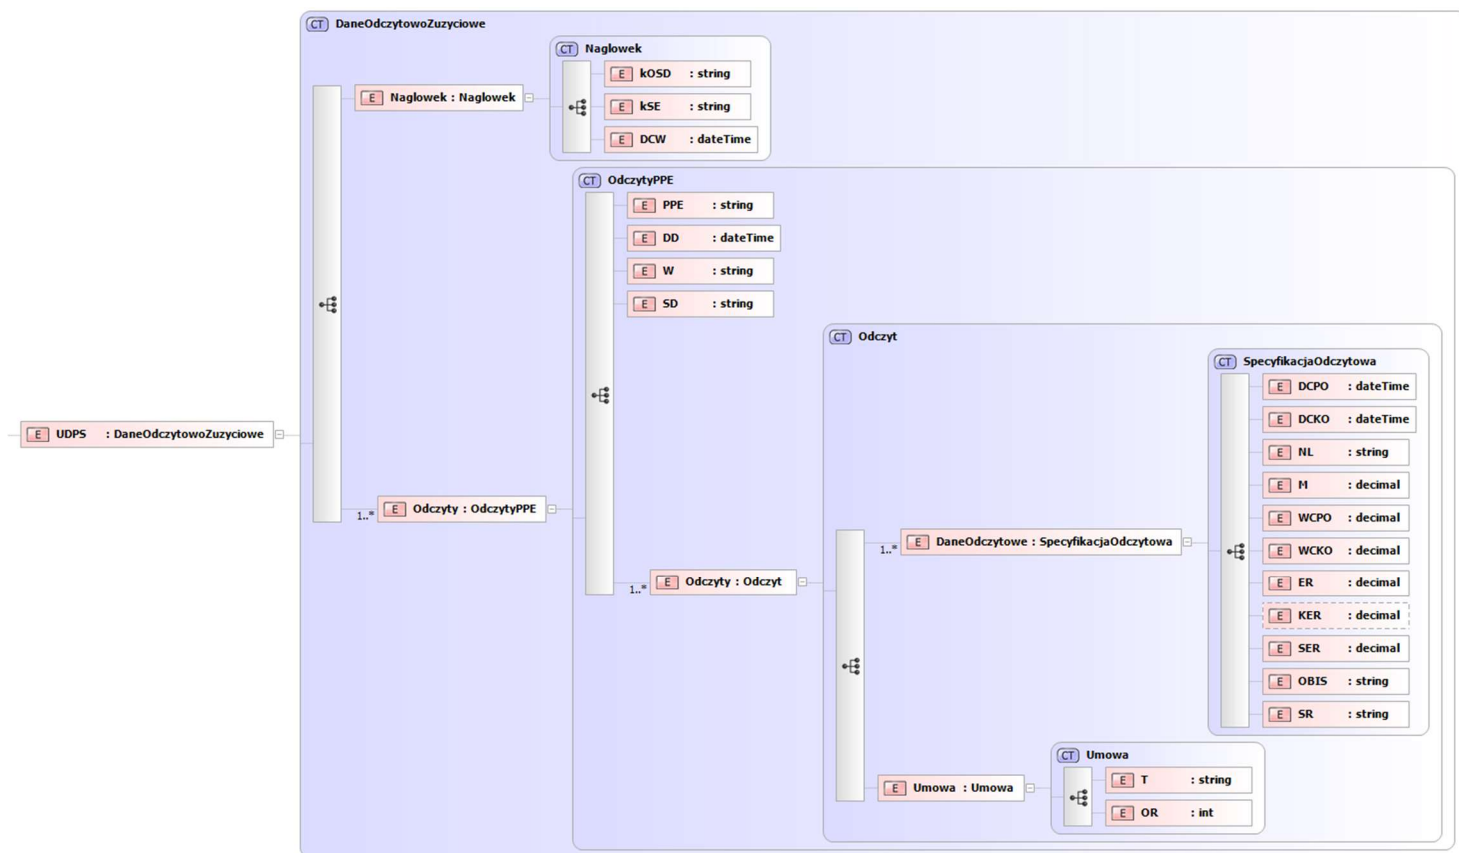 CT DaneOdczytowoZuzyciowe
CT Naglowek
E kOSD : string
E Naglowek : Naglowek
E kSE : string
E DCW : dateTime
CT OdczytyPPE
E PPE : string
E DD : dateTime
E W : string
E SD : string
CT Odczyt
CT SpecyfikacjaOdczytowa
E DCPO : dateTime
E DCKO : dateTime
E UDPS : DaneOdczytowoZuzyciowe
E NL : string
E M : decimal
E Odczyty : OdczytyPPE
1..*
E WCPO : decimal
E DaneOdczytowe : SpecyfikacjaOdczytowa
1..*
E WCKO : decimal
E Odczyty : Odczyt
1..*
E ER : decimal
E KER : decimal
E SER : decimal
E OBIS : string
E SR : string
CT Umowa
E T : string
E Umowa : Umowa
E OR : int